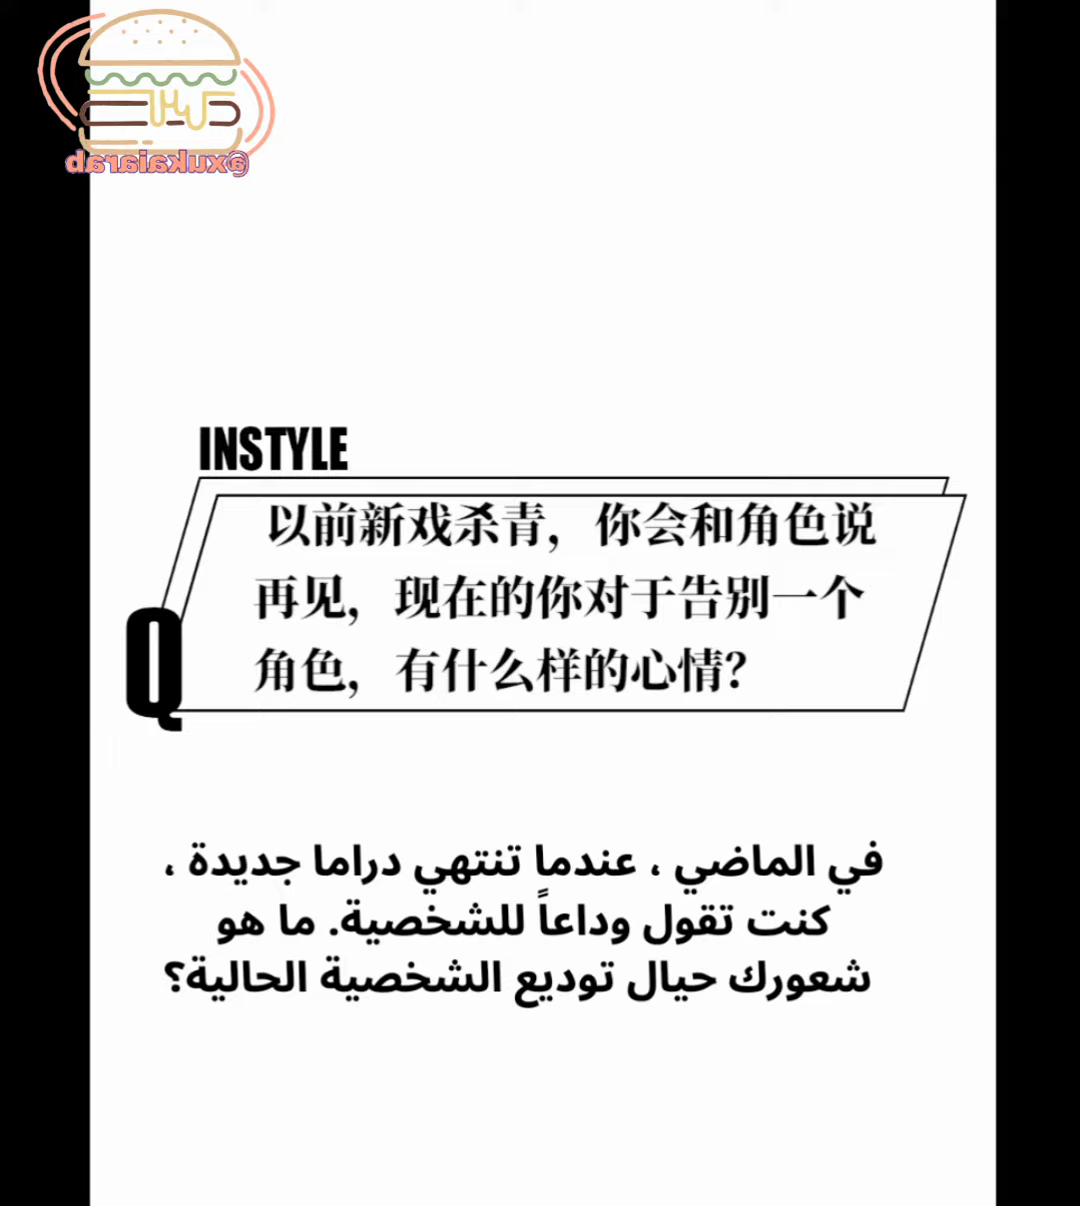 @xukaiarab
INSTYLE
以前新戏杀青，你会和角色说
再见，现在的你对于告别一个
角色，有什么样的心情？
Q
في الماضي ، عندما تنتهي دراما جديدة ،
كنت تقول وداعاً للشخصية. ما هو
شعورك حيال توديع الشخصية الحالية؟